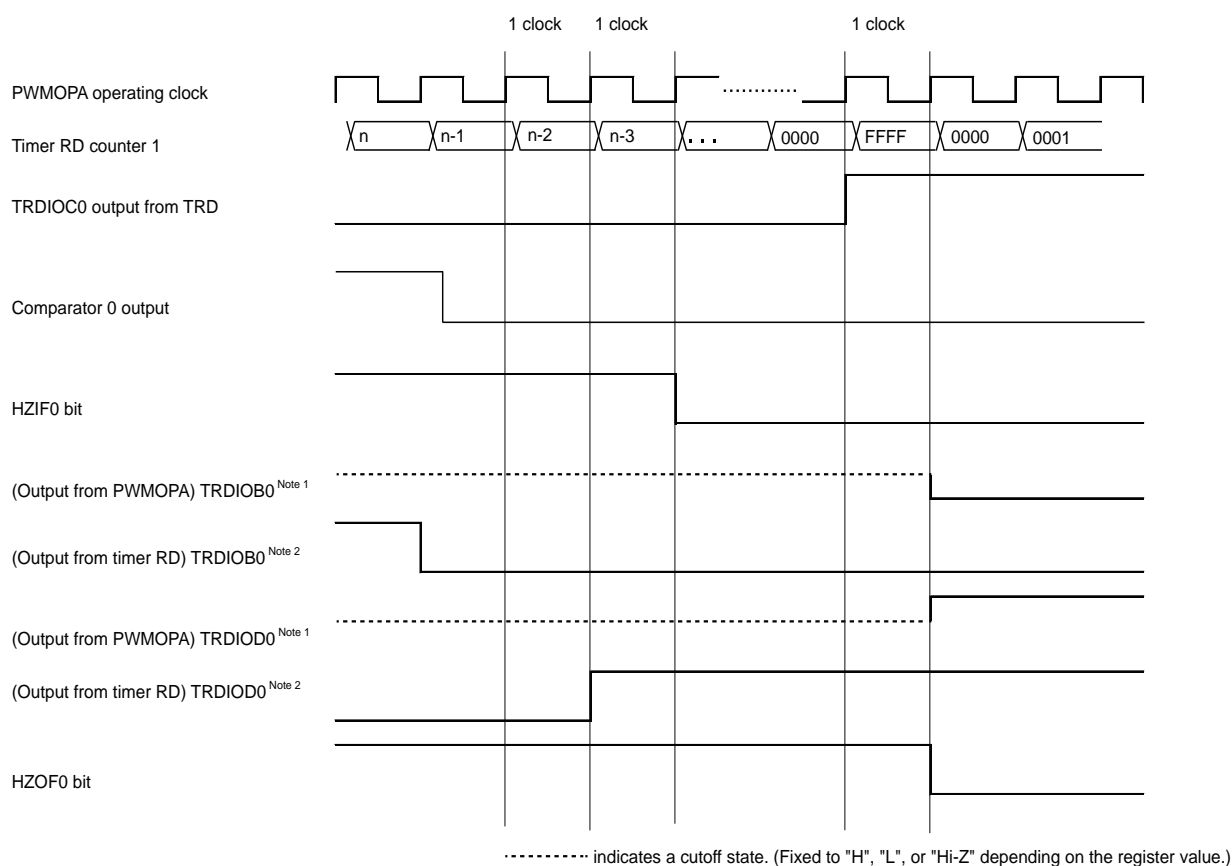 1 clock 1 clock 1 clock
PWMOPA operating clock
Timer RD counter 1 n n-1 n-2 n-3 ... 0000 FFFF 0000 0001
TRDIOC0 output from TRD
Comparator 0 output
HZIF0 bit
(Output from PWMOPA) TRDIOB0 Note 1
(Output from timer RD) TRDIOB0 Note 2
(Output from PWMOPA) TRDIOD0 Note 1
(Output from timer RD) TRDIOD0 Note 2
HZOF0 bit
indicates a cutoff state. (Fixed to "H", "L", or "Hi-Z" depending on the register value.)